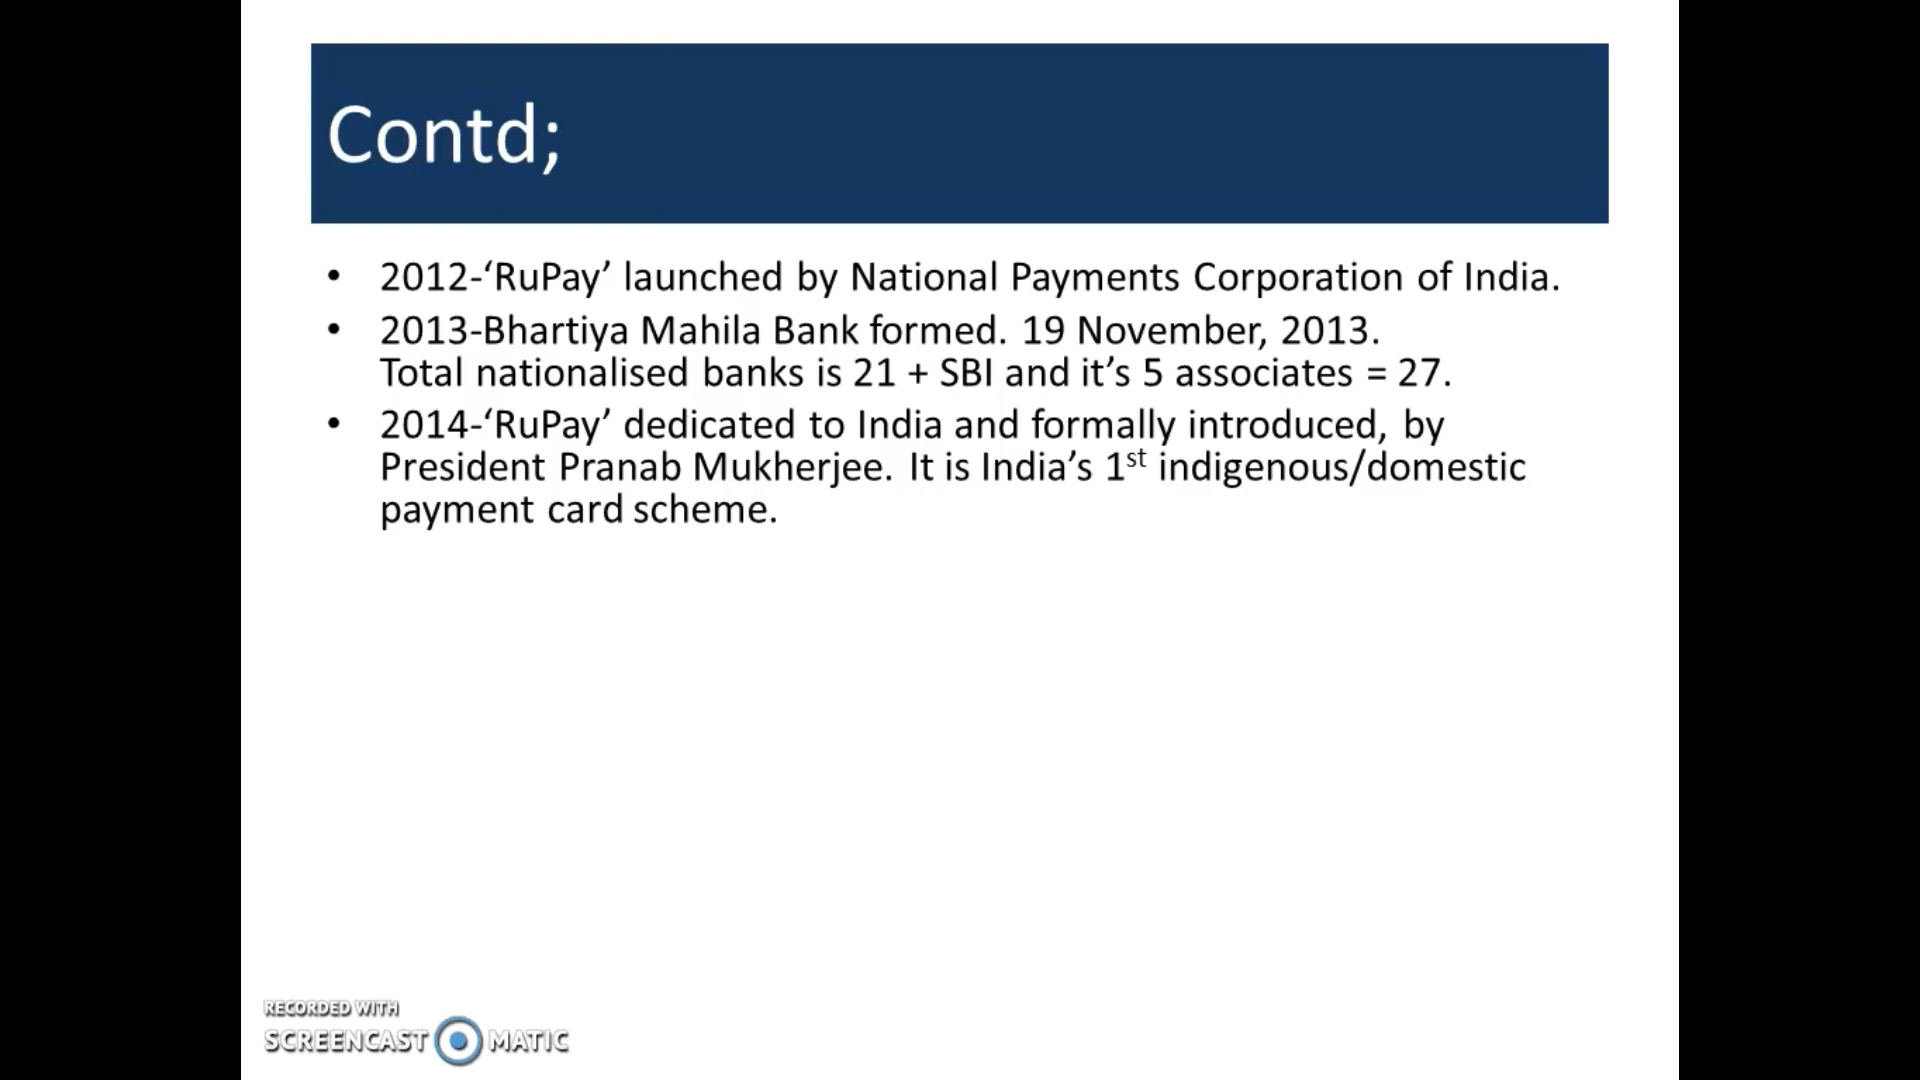 Contd;
• 2012-‘RuPay’ launched by National Payments Corporation of India.
• 2013-Bhartiya Mahila Bank formed. 19 November, 2013.
Total nationalised banks is 21 + SBI and it’s 5 associates = 27.
• 2014-‘RuPay’ dedicated to India and formally introduced, by
President Pranab Mukherjee. It is India’s 1st indigenous/domestic
payment card scheme.
RECORDED WITH
SCREENCAST MATIC